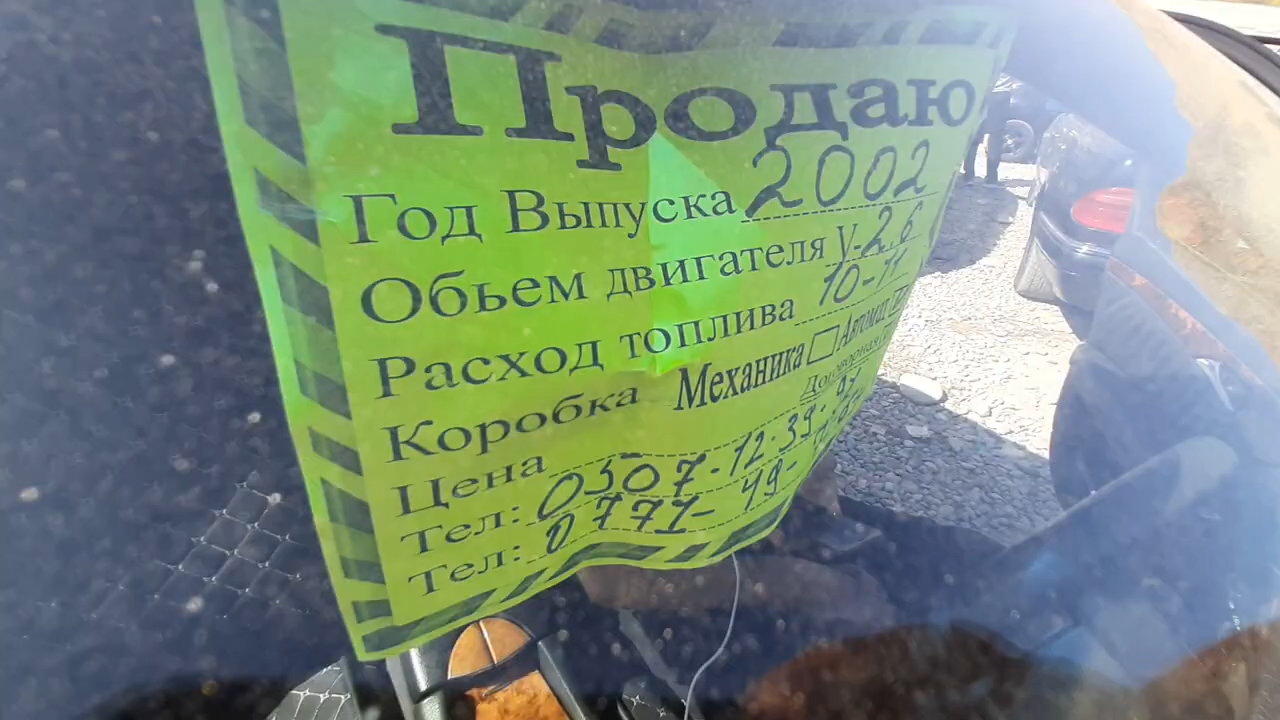 Продаю
Год Выпуска 2002
Обьем двигателя V-2.6
Расход топлива 10-11
Коробка Механика Автомат
Цена Договорная
Тел: 0507-12-39-
Тел: 0771-49-